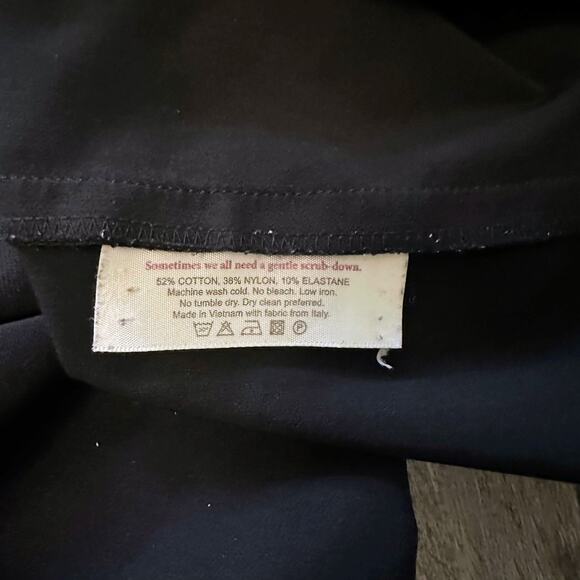 Sometimes we all need a gentle scrub-down.
52% COTTON, 38% NYLON, 10% ELASTANE
Machine wash cold. No bleach. Low iron.
No tumble dry. Dry clean preferred.
Made in Vietnam with fabric from Italy.